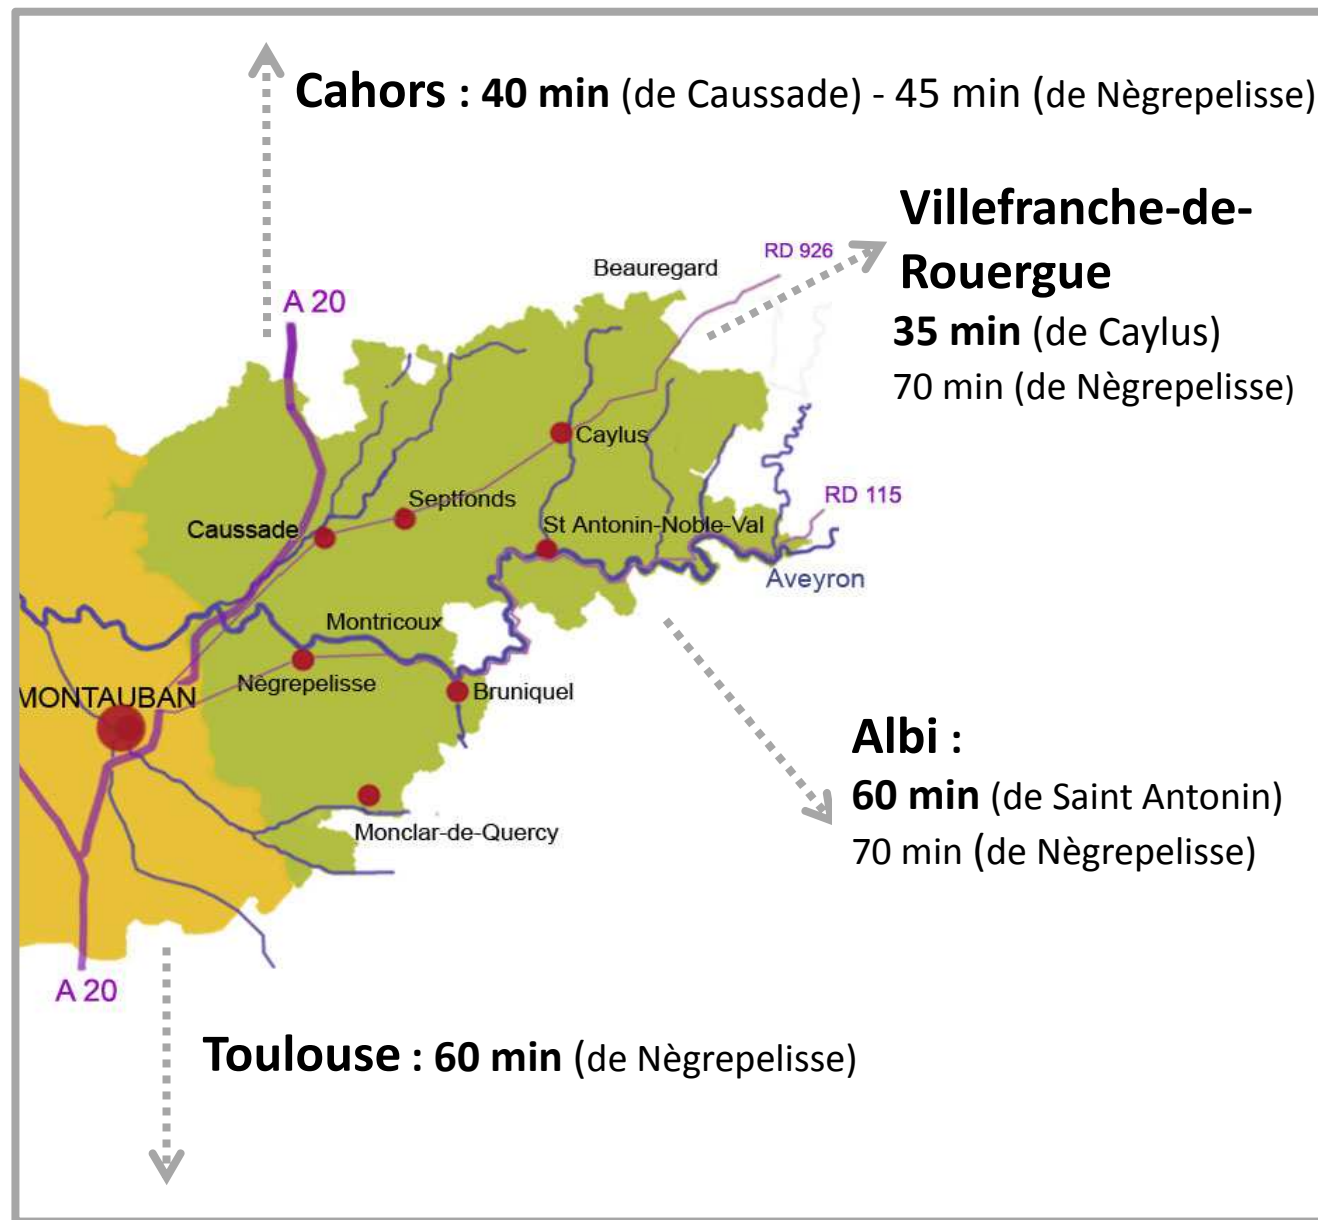 Cahors : 40 min (de Caussade) - 45 min (de Nègrepelisse)
Villefranche-de-
Rouergue
35 min (de Caylus)
70 min (de Nègrepelisse)
RD 926
Beauregard
A 20
Caylus
Septfonds
RD 115
Caussade
St Antonin-Noble-Val
Aveyron
Montricoux
Nègrepelisse
MONTAUBAN
Bruniquel
Albi :
60 min (de Saint Antonin)
70 min (de Nègrepelisse)
Monclar-de-Quercy
A 20
Toulouse : 60 min (de Nègrepelisse)